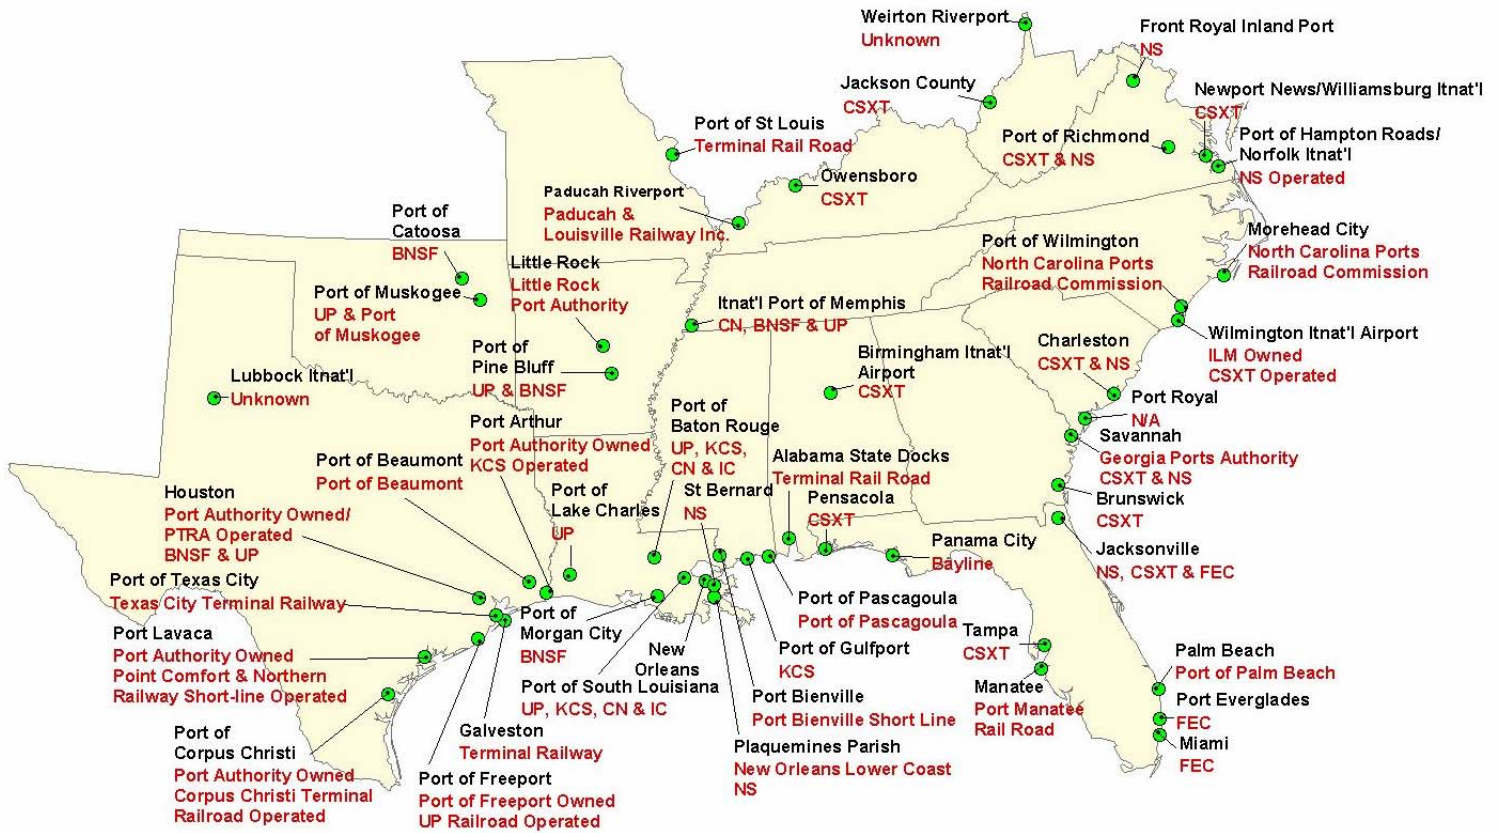 Weirton Riverport
Unknown
Front Royal Inland Port
NS
Jackson County
CSXT
Newport News/Williamsburg Itnat'l
CSXT
Port of St Louis
Terminal Rail Road
Port of Richmond
CSXT & NS
Port of Hampton Roads/
Norfolk Itnat'l
NS Operated
Owensboro
CSXT
Paducah Riverport
Paducah &
Louisville Railway Inc.
Port of
Catoosa
BNSF
Morehead City
North Carolina Ports
Railroad Commission
Port of Wilmington
North Carolina Ports
Railroad Commission
Little Rock
Little Rock
Port Authority
Port of Muskogee
UP & Port
of Muskogee
Itnat'l Port of Memphis
CN, BNSF & UP
Wilmington Itnat'l Airport
ILM Owned
CSXT Operated
Charleston
CSXT & NS
Port of
Pine Bluff
UP & BNSF
Birmingham Itnat'l
Airport
CSXT
Lubbock Itnat'l
Unknown
Port Royal
N/A
Port of
Baton Rouge
UP, KCS,
CN & IC
Port Arthur
Port Authority Owned
KCS Operated
Savannah
Georgia Ports Authority
CSXT & NS
Port of Beaumont
Port of Beaumont
Alabama State Docks
Terminal Rail Road
Houston
Port Authority Owned/
PTRA Operated
BNSF & UP
Port of
Lake Charles
UP
St Bernard
NS
Pensacola
CSXT
Brunswick
CSXT
Panama City
Bayline
Jacksonville
NS, CSXT & FEC
Port of Texas City
Texas City Terminal Railway
Port of
Morgan City
BNSF
Port of Pascagoula
Port of Pascagoula
Port Lavaca
Port Authority Owned
Point Comfort & Northern
Railway Short-line Operated
New
Orleans
Port of Gulfport
KCS
Tampa
CSXT
Palm Beach
Port of Palm Beach
Port of South Louisiana
UP, KCS, CN & IC
Port Bienville
Port Bienville Short Line
Manatee
Port Manatee
Rail Road
Port Everglades
FEC
Port of
Corpus Christi
Port Authority Owned
Corpus Christi Terminal
Railroad Operated
Galveston
Terminal Railway
Plaquemines Parish
New Orleans Lower Coast
NS
Miami
FEC
Port of Freeport
Port of Freeport Owned
UP Railroad Operated